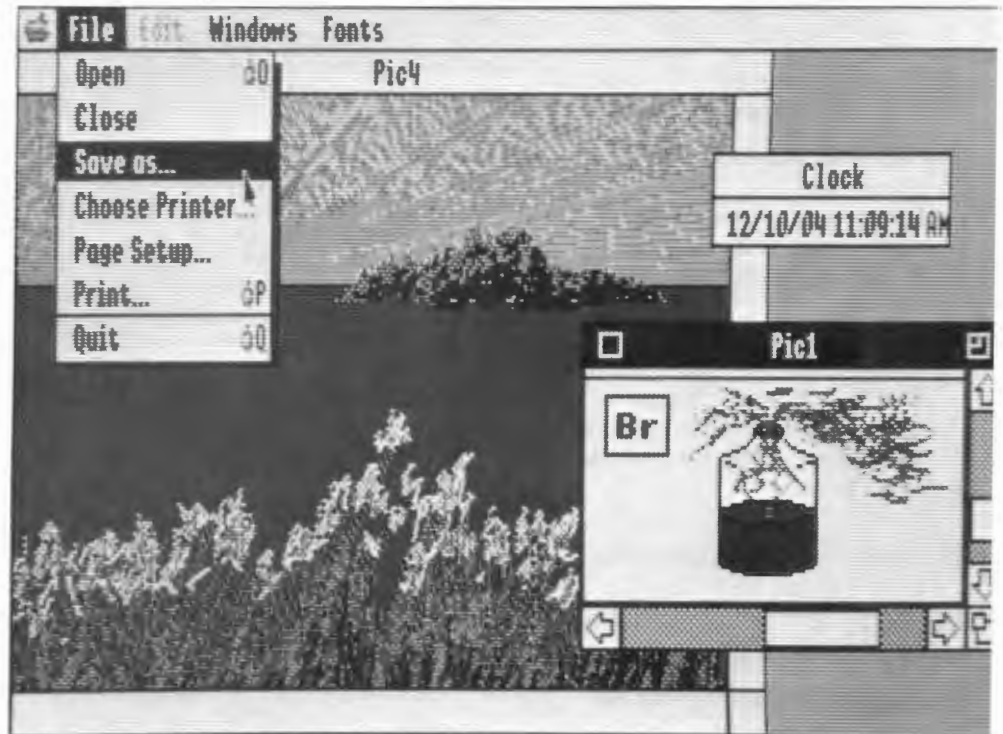 File Edit Windows Fonts
Open O
Close
Save as...
Choose Printer...
Page Setup...
Print... P
Quit Q
Pic4
Clock
12/10/04 11:09:14 AM
Pic1
Br